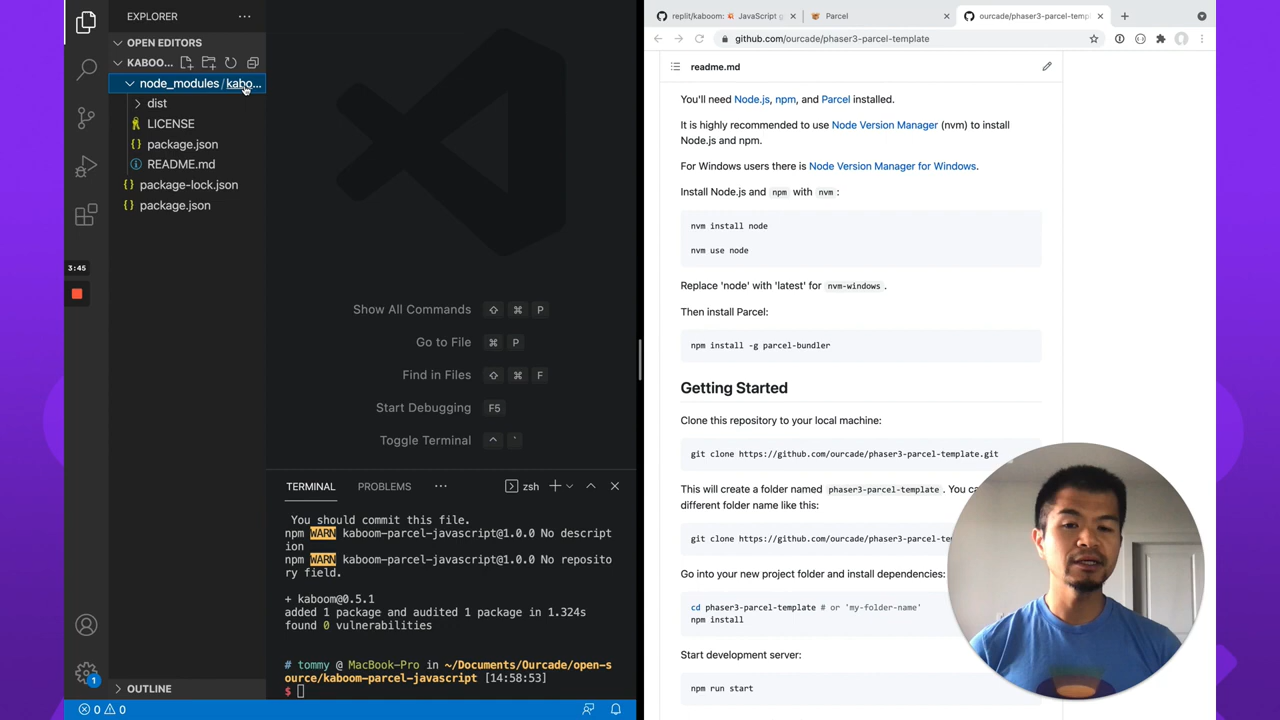 EXPLORER
OPEN EDITORS
KABOO...
node_modules / kaboo...
dist
LICENSE
package.json
README.md
package-lock.json
package.json
3:45
OUTLINE
1
0 0
Show All Commands ⇧ ⌘ P
Go to File ⌘ P
Find in Files ⇧ ⌘ F
Start Debugging F5
Toggle Terminal ^ `
TERMINAL PROBLEMS ... zsh
You should commit this file.
npm WARN kaboom-parcel-javascript@1.0.0 No descript
ion
npm WARN kaboom-parcel-javascript@1.0.0 No reposito
ry field.
+ kaboom@0.5.1
added 1 package and audited 1 package in 1.324s
found 0 vulnerabilities
# tommy @ MacBook-Pro in ~/Documents/Ourcade/open-s
ource/kaboom-parcel-javascript [14:58:53]
$
replit/kaboom: JavaScript g
Parcel
ourcade/phaser3-parcel-temp
github.com/ourcade/phaser3-parcel-template
readme.md
You'll need Node.js, npm, and Parcel installed.
It is highly recommended to use Node Version Manager (nvm) to install
Node.js and npm.
For Windows users there is Node Version Manager for Windows.
Install Node.js and npm with nvm :
nvm install node
nvm use node
Replace 'node' with 'latest' for nvm-windows .
Then install Parcel:
npm install -g parcel-bundler
Getting Started
Clone this repository to your local machine:
git clone https://github.com/ourcade/phaser3-parcel-template.git
This will create a folder named phaser3-parcel-template . You ca
different folder name like this:
git clone https://github.com/ourcade/phaser3-parcel-temp
Go into your new project folder and install dependencies:
cd phaser3-parcel-template # or 'my-folder-name'
npm install
Start development server:
npm run start